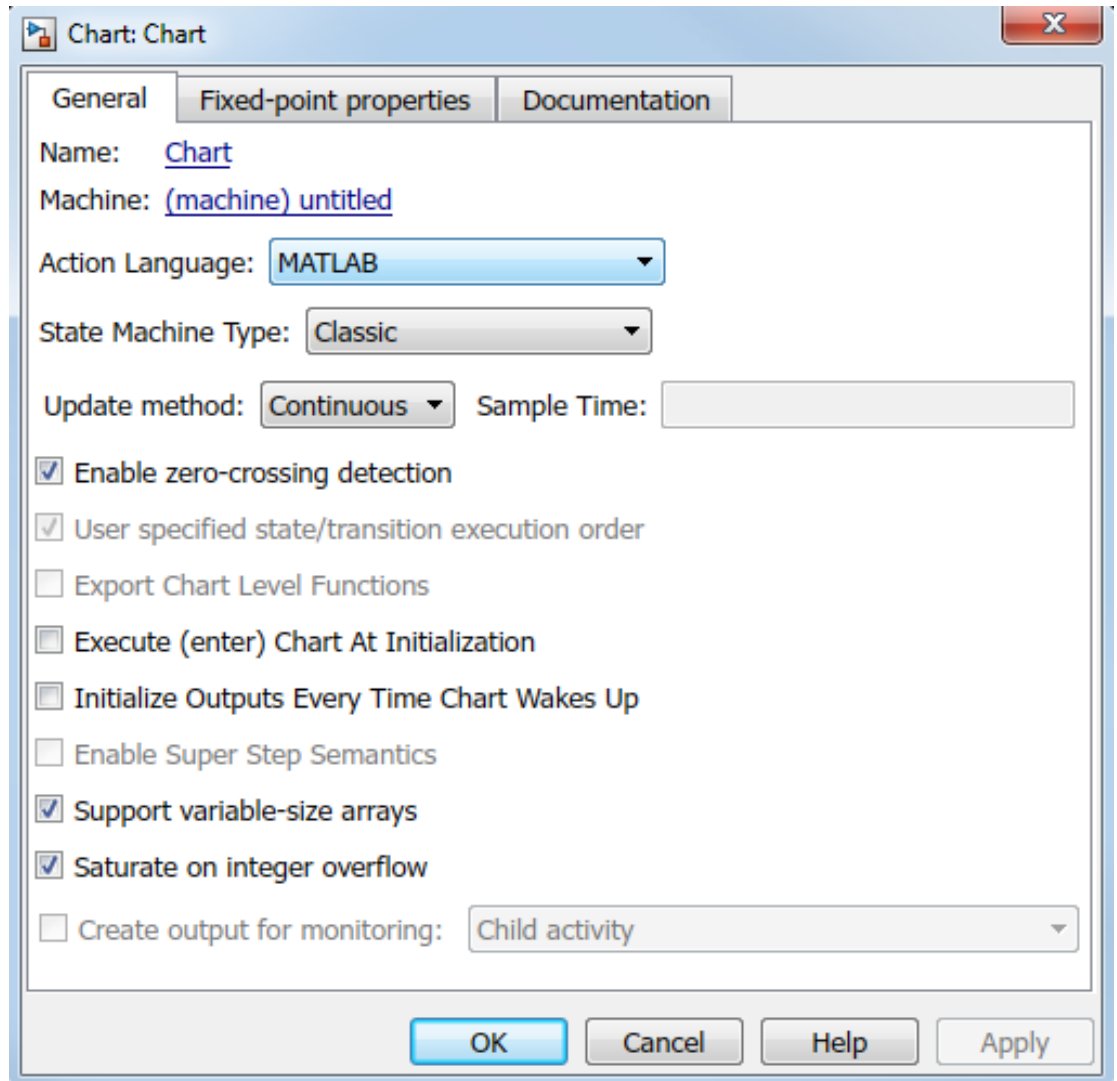 Chart: Chart
General Fixed-point properties Documentation
Name: Chart
Machine: (machine) untitled
Action Language: MATLAB
State Machine Type: Classic
Update method: Continuous Sample Time:
Enable zero-crossing detection
User specified state/transition execution order
Export Chart Level Functions
Execute (enter) Chart At Initialization
Initialize Outputs Every Time Chart Wakes Up
Enable Super Step Semantics
Support variable-size arrays
Saturate on integer overflow
Create output for monitoring: Child activity
OK Cancel Help Apply